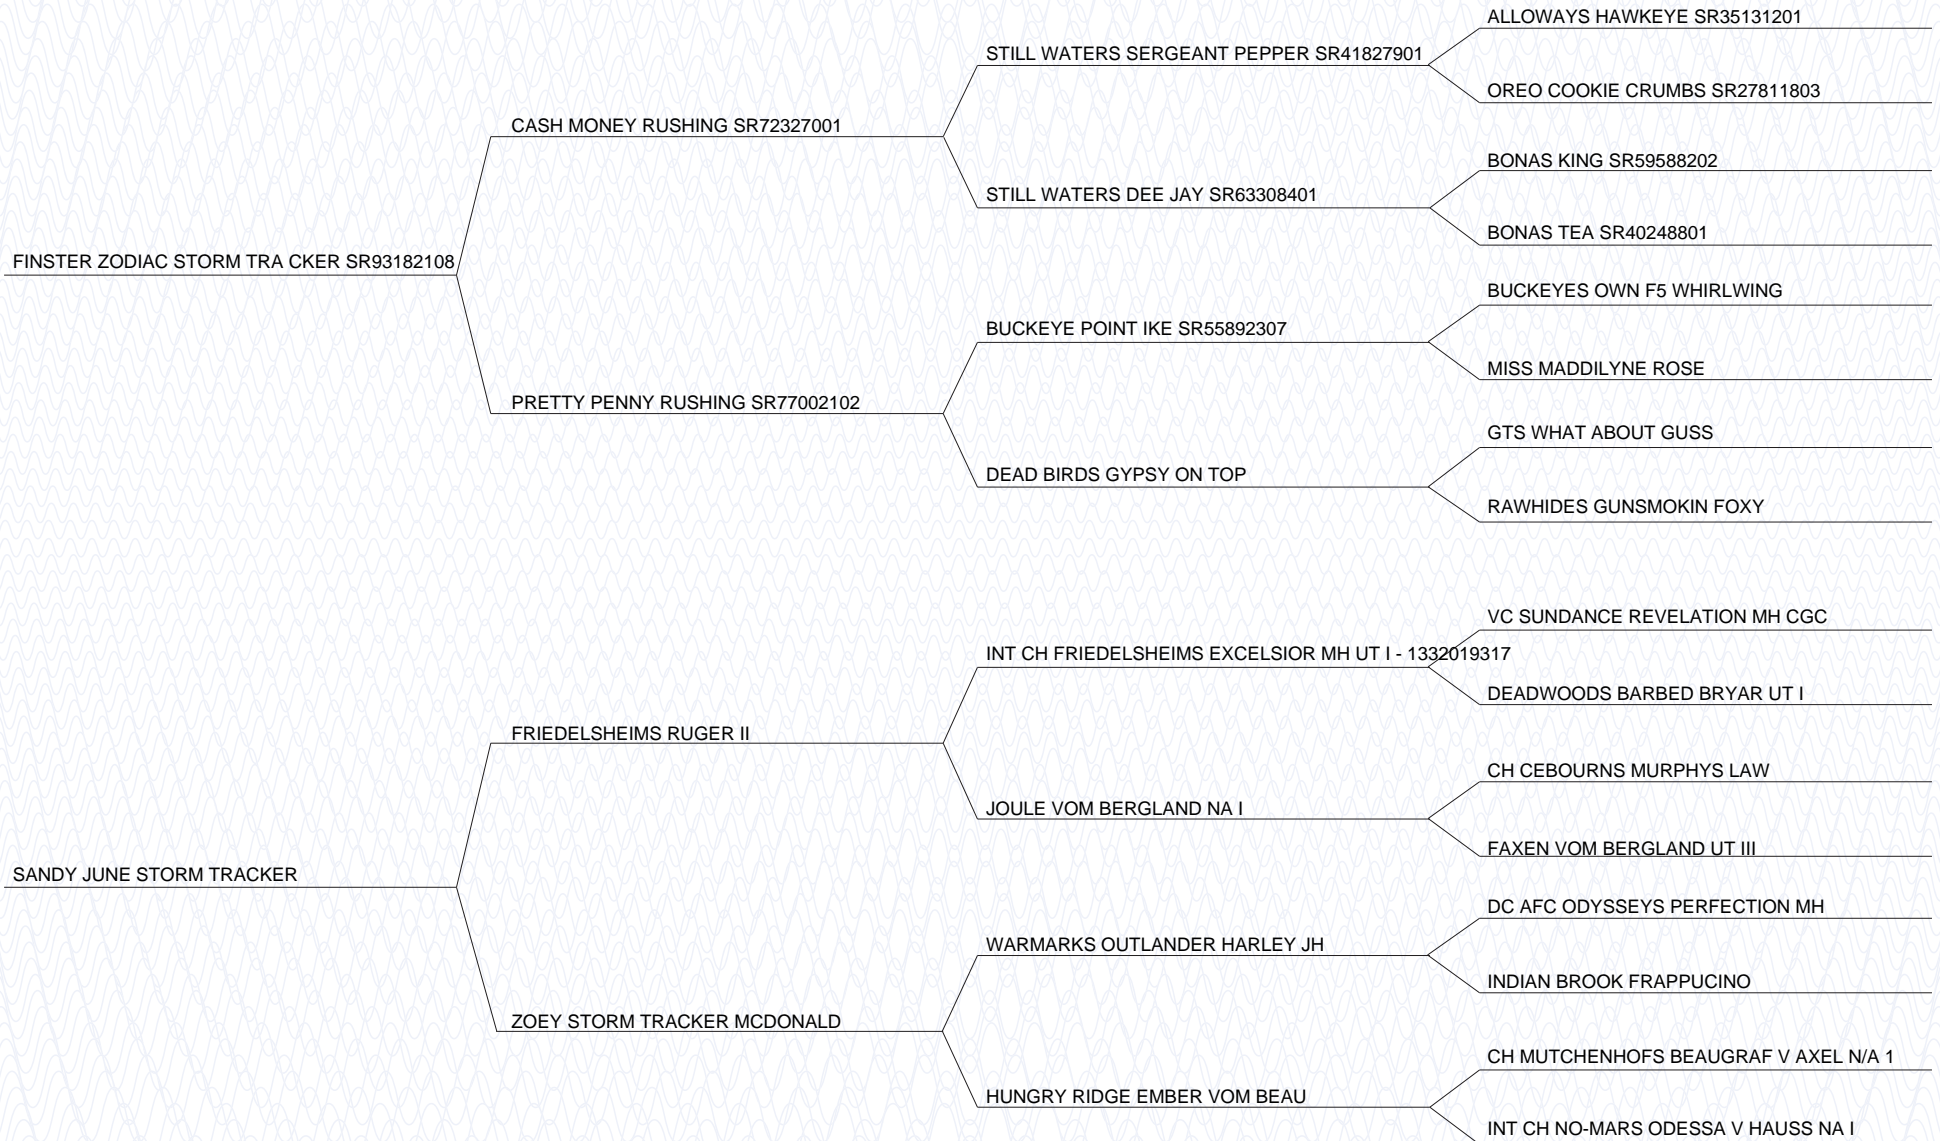 ALLOWAYS HAWKEYE SR35131201
STILL WATERS SERGEANT PEPPER SR41827901
OREO COOKIE CRUMBS SR27811803
CASH MONEY RUSHING SR72327001
BONAS KING SR59588202
STILL WATERS DEE JAY SR63308401
BONAS TEA SR40248801
FINSTER ZODIAC STORM TRA CKER SR93182108
BUCKEYES OWN F5 WHIRLWING
BUCKEYE POINT IKE SR55892307
MISS MADDILYNE ROSE
PRETTY PENNY RUSHING SR77002102
GTS WHAT ABOUT GUSS
DEAD BIRDS GYPSY ON TOP
RAWHIDES GUNSMOKIN FOXY
VC SUNDANCE REVELATION MH CGC
INT CH FRIEDELSHEIMS EXCELSIOR MH UT I - 1332019317
DEADWOODS BARBED BRYAR UT I
FRIEDELSHEIMS RUGER II
CH CEBOURNS MURPHYS LAW
JOULE VOM BERGLAND NA I
FAXEN VOM BERGLAND UT III
SANDY JUNE STORM TRACKER
DC AFC ODYSSEYS PERFECTION MH
WARMARKS OUTLANDER HARLEY JH
INDIAN BROOK FRAPPUCINO
ZOEY STORM TRACKER MCDONALD
CH MUTCHENHOFS BEAUGRAF V AXEL N/A 1
HUNGRY RIDGE EMBER VOM BEAU
INT CH NO-MARS ODESSA V HAUSS NA I